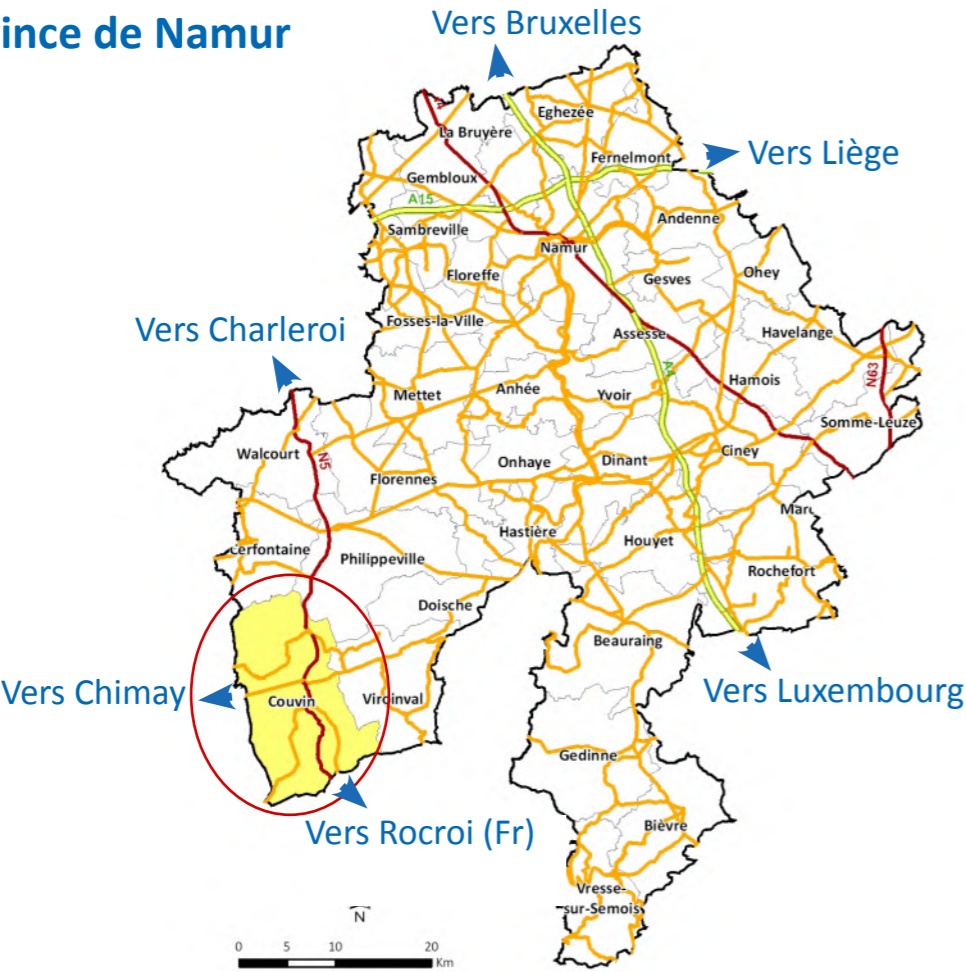 ince de Namur
Vers Bruxelles
Eghezée
N4
La Bruyère
Fernelmont
Vers Liège
Gembloux
A15
Andenne
Sambreville
Namur
Floreffe
Gesves
Ohey
Fosses-la-Ville
Vers Charleroi
Assesse
Havelange
A4
N63
Hamois
Mettet
Anhée
Yvoir
Somme-Leuze
Walcourt
N5
Onhaye
Dinant
Ciney
Florennes
Marc
Hastière
Houyet
Cerfontaine
Philippeville
Rochefort
Doische
Beauraing
Vers Chimay
Couvin
Viroinval
Vers Luxembourg
Gedinne
Vers Rocroi (Fr)
Bièvre
Vresse-
sur-Semois
N
0 5 10 20
Km